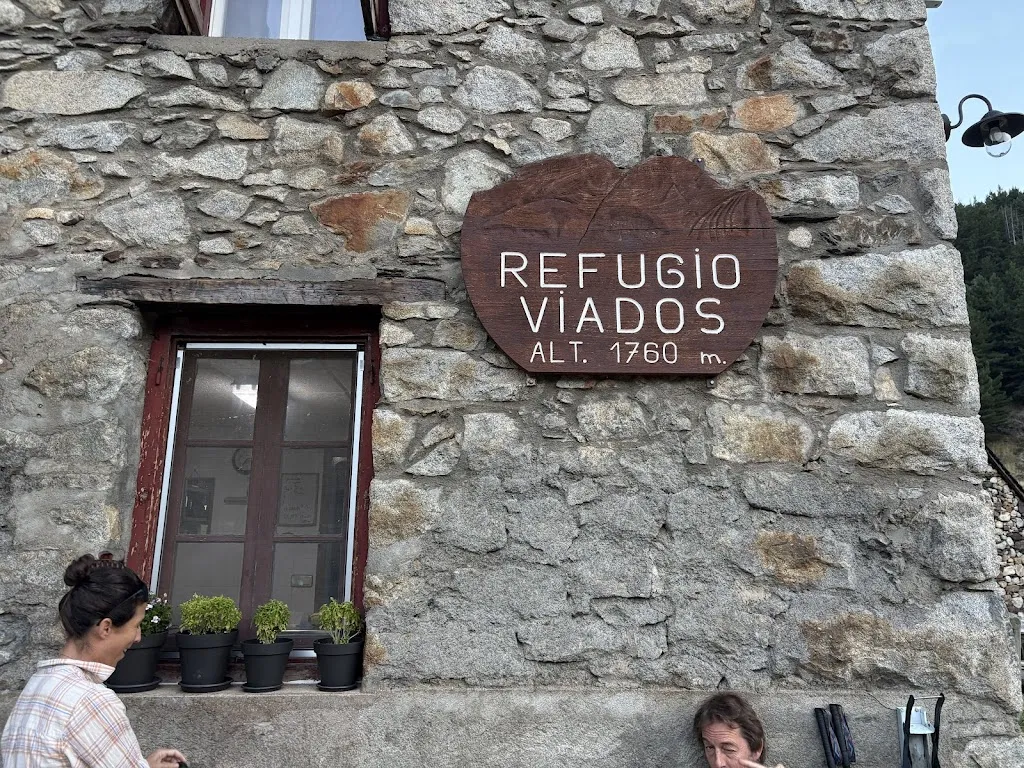 REFUGiO
ViADOS
ALT. 1760 m.